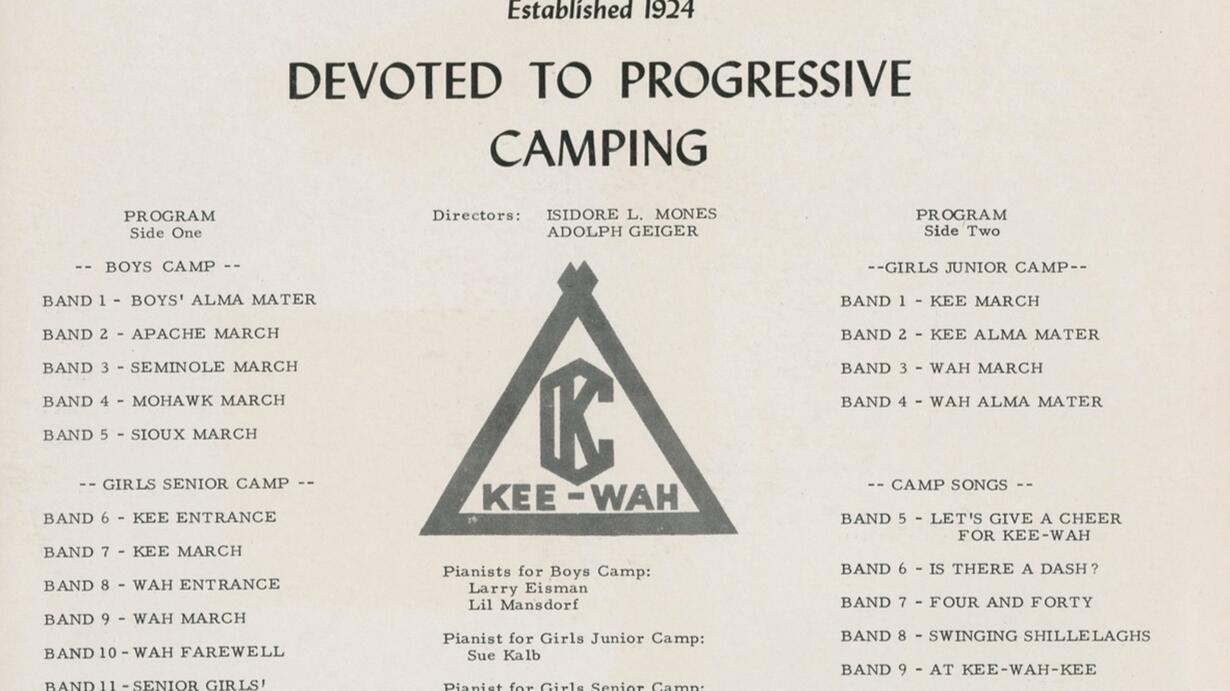 Established 1924
DEVOTED TO PROGRESSIVE
CAMPING
PROGRAM
Side One
-- BOYS CAMP --
BAND 1 - BOYS' ALMA MATER
BAND 2 - APACHE MARCH
BAND 3 - SEMINOLE MARCH
BAND 4 - MOHAWK MARCH
BAND 5 - SIOUX MARCH
-- GIRLS SENIOR CAMP --
BAND 6 - KEE ENTRANCE
BAND 7 - KEE MARCH
BAND 8 - WAH ENTRANCE
BAND 9 - WAH MARCH
BAND 10 - WAH FAREWELL
BAND 11 - SENIOR GIRLS'
Directors: ISIDORE L. MONES
ADOLPH GEIGER
CK
KEE - WAH
Pianists for Boys Camp:
Larry Eisman
Lil Mansdorf
Pianist for Girls Junior Camp:
Sue Kalb
Pianist for Girls Senior Camp:
PROGRAM
Side Two
--GIRLS JUNIOR CAMP--
BAND 1 - KEE MARCH
BAND 2 - KEE ALMA MATER
BAND 3 - WAH MARCH
BAND 4 - WAH ALMA MATER
-- CAMP SONGS --
BAND 5 - LET'S GIVE A CHEER
FOR KEE-WAH
BAND 6 - IS THERE A DASH?
BAND 7 - FOUR AND FORTY
BAND 8 - SWINGING SHILLELAGHS
BAND 9 - AT KEE-WAH-KEE